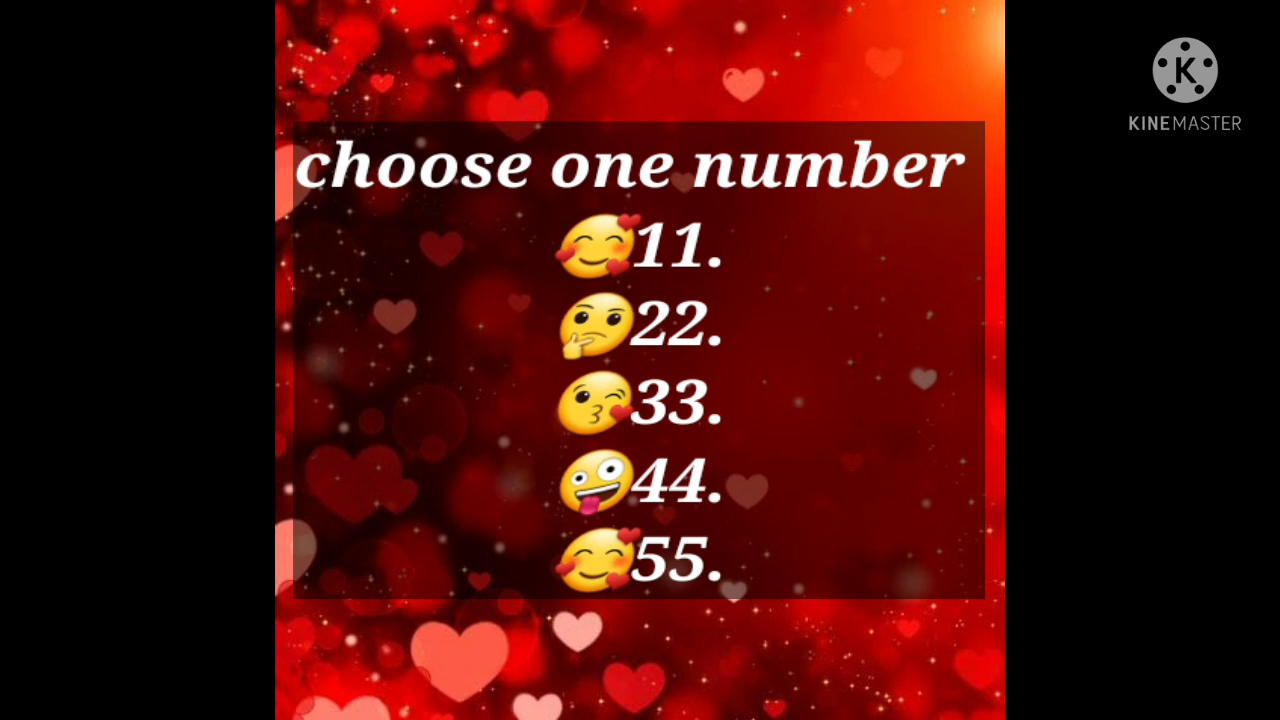 choose one number
🥰11.
🤔22.
😘33.
🤪44.
🥰55.
K
KINEMASTER